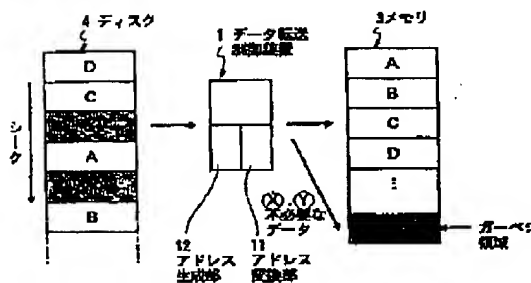 4 ディスク
D
C
A
B
シーク
1 データ転送
制御装置
12
アドレス
生成部
11
アドレス
変換部
Ⓧ,Ⓨ
不必要な
データ
3メモリ
A
B
C
D
⋮
ガーベジ
領域